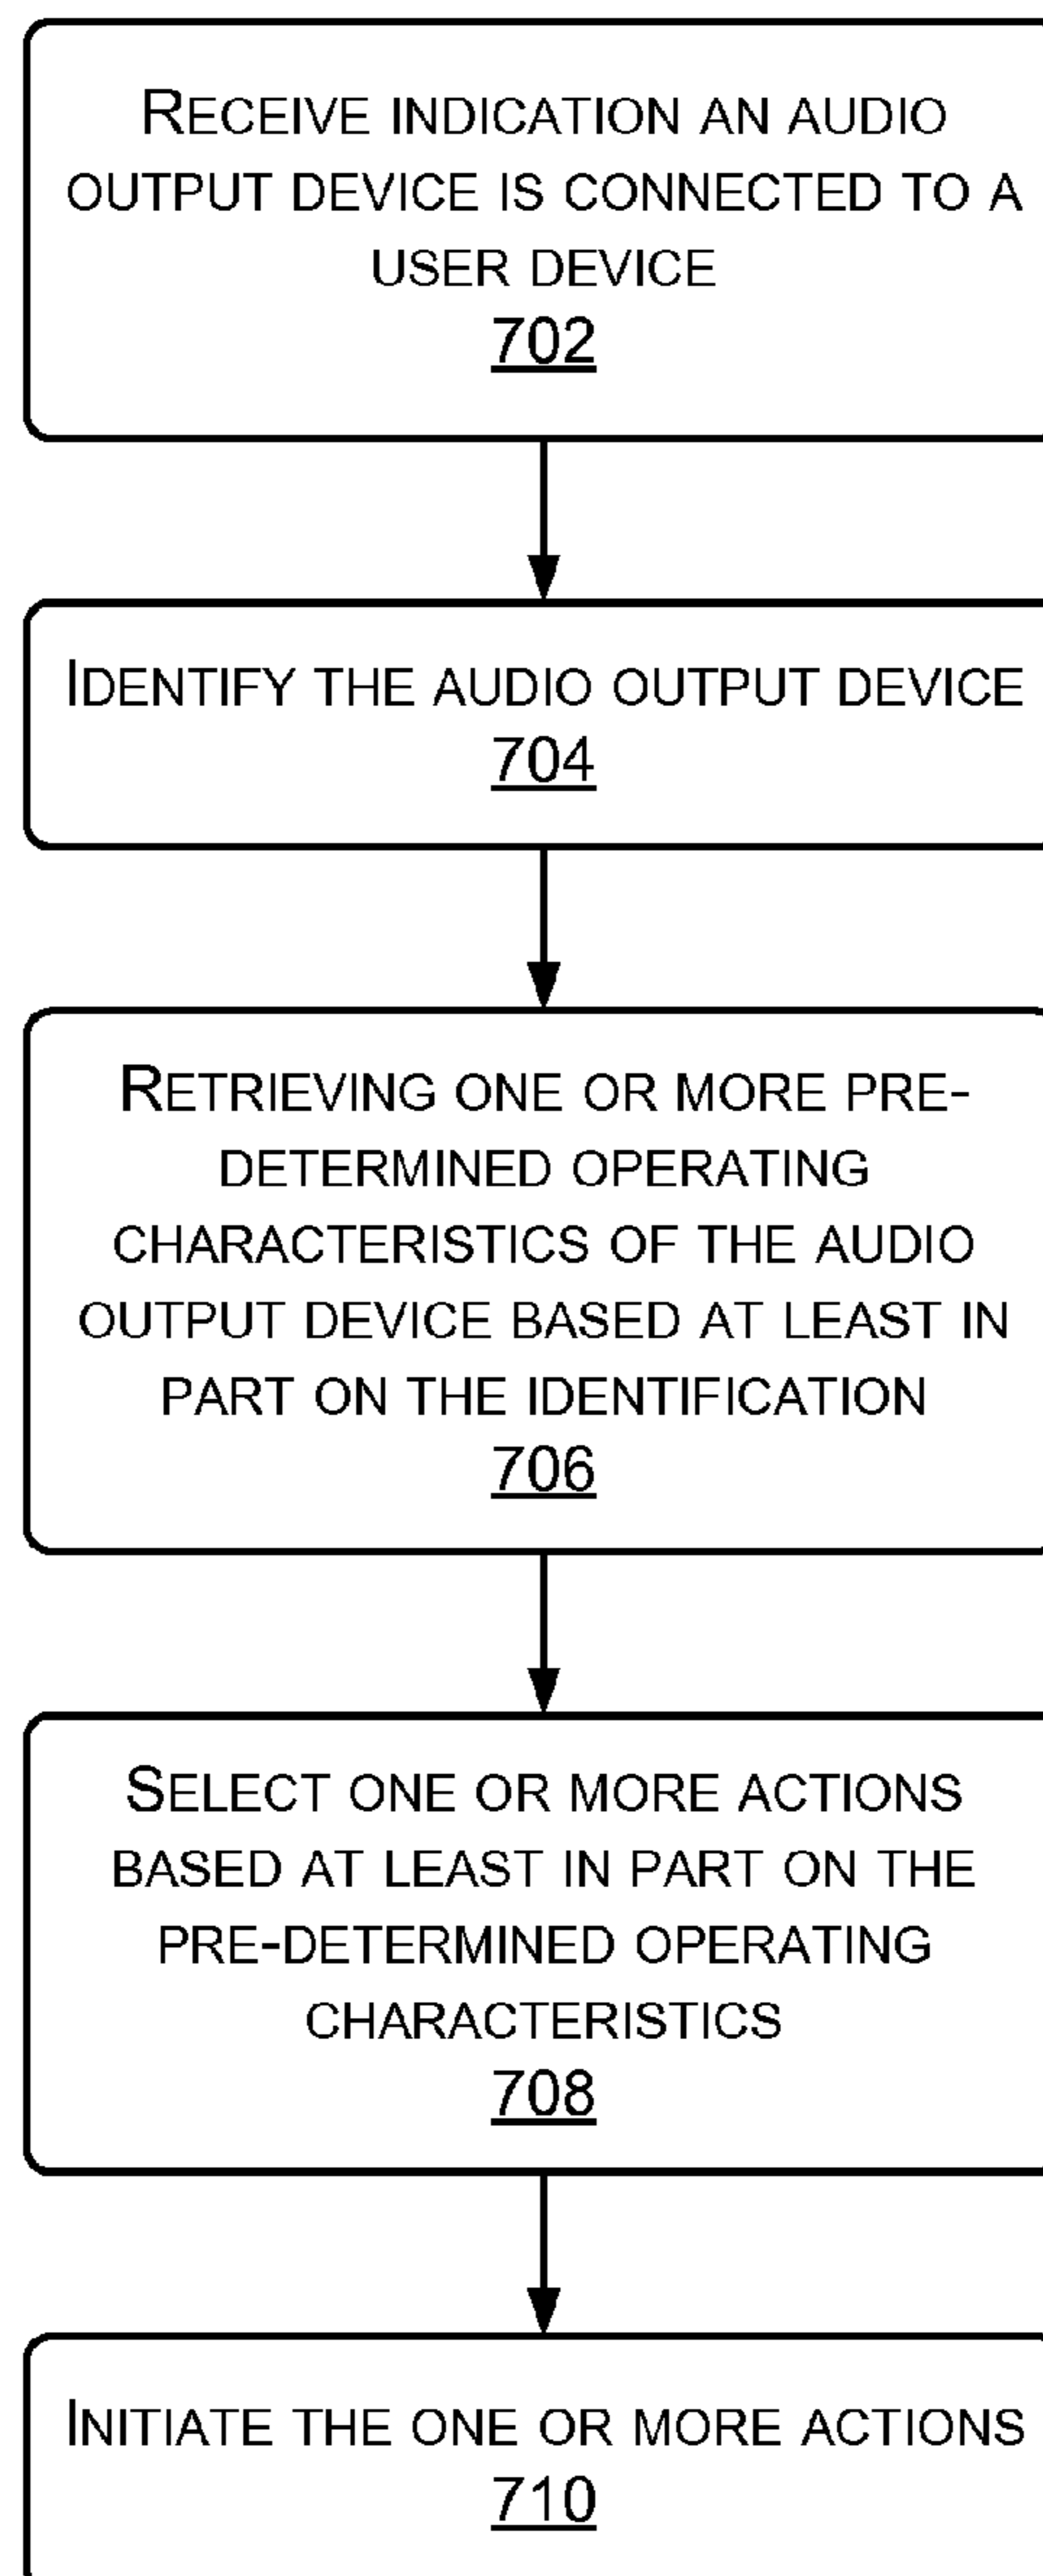 RECEIVE INDICATION AN AUDIO
OUTPUT DEVICE IS CONNECTED TO A
USER DEVICE
702
IDENTIFY THE AUDIO OUTPUT DEVICE
704
RETRIEVING ONE OR MORE PRE-
DETERMINED OPERATING
CHARACTERISTICS OF THE AUDIO
OUTPUT DEVICE BASED AT LEAST IN
PART ON THE IDENTIFICATION
706
SELECT ONE OR MORE ACTIONS
BASED AT LEAST IN PART ON THE
PRE-DETERMINED OPERATING
CHARACTERISTICS
708
INITIATE THE ONE OR MORE ACTIONS
710